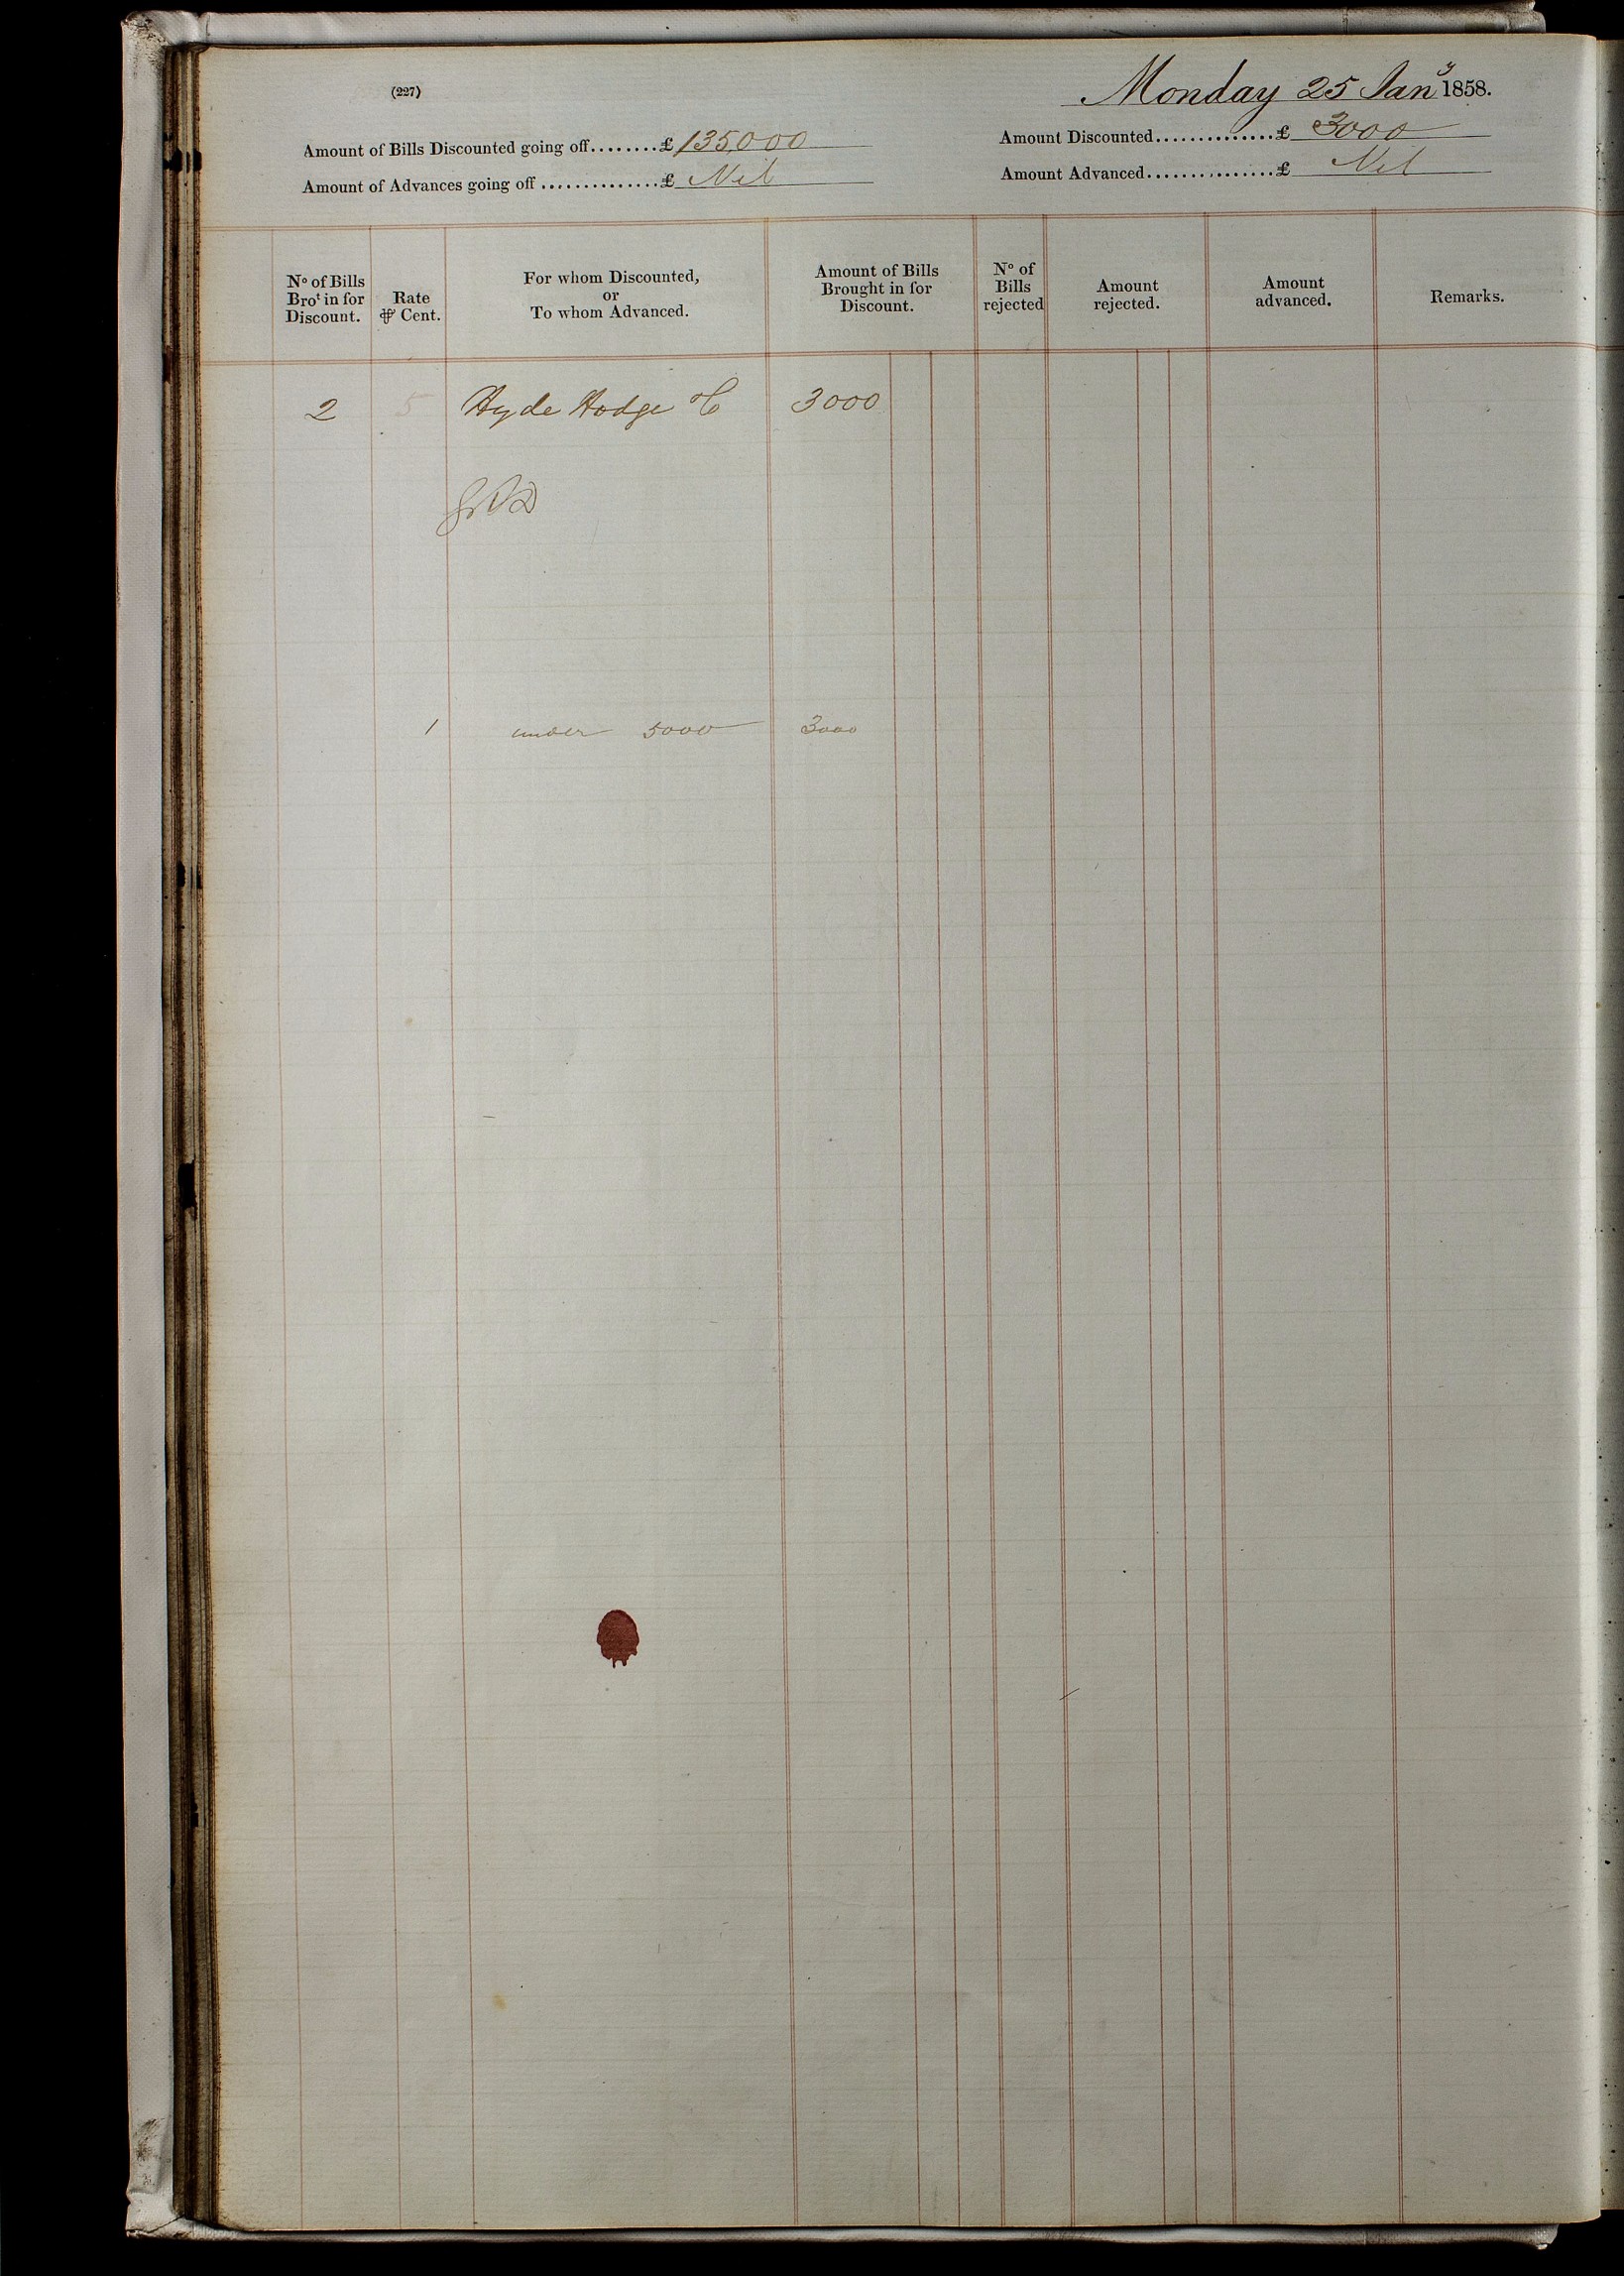 (227) Monday 25 Jany 1858.
Amount of Bills Discounted going off........£ 135,000 Amount Discounted..............£ 3000
Amount of Advances going off...............£ Nil Amount Advanced...............£ Nil
No of Bills Brot in for Discount.
Rate ⅌ Cent.
For whom Discounted, or To whom Advanced.
Amount of Bills Brought in for Discount.
No of Bills rejected
Amount rejected.
Amount advanced.
Remarks.
2 5 Hyde Hodge & C 3000
1 under 5000 3000